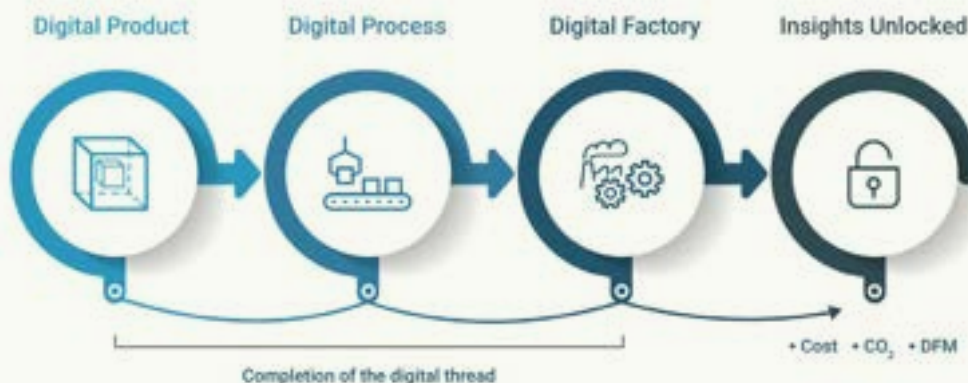 Digital Product
Digital Process
Digital Factory
Insights Unlocked
• Cost • CO₂ • DFM
Completion of the digital thread